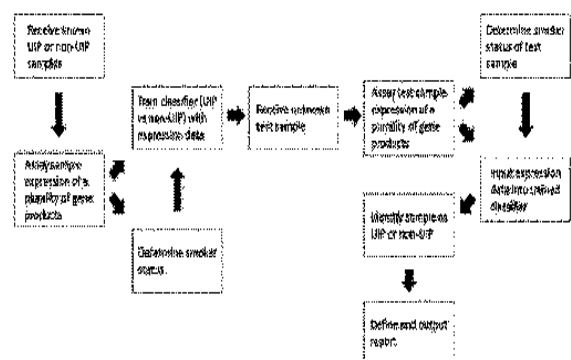 Receive known
UIP or non-UIP
samples
Assay sample
expression of a
plurality of gene
products
Determine smoker
status.
Train classifier (UIP
vs non-UIP) with
expression data
Receive unknown
test sample
Assay test sample
expression of a
plurality of gene
products
Determine smoker
status of test
sample
Input expression
data into trained
classifier
Identify sample as
UIP or non-UIP
Define and output
report